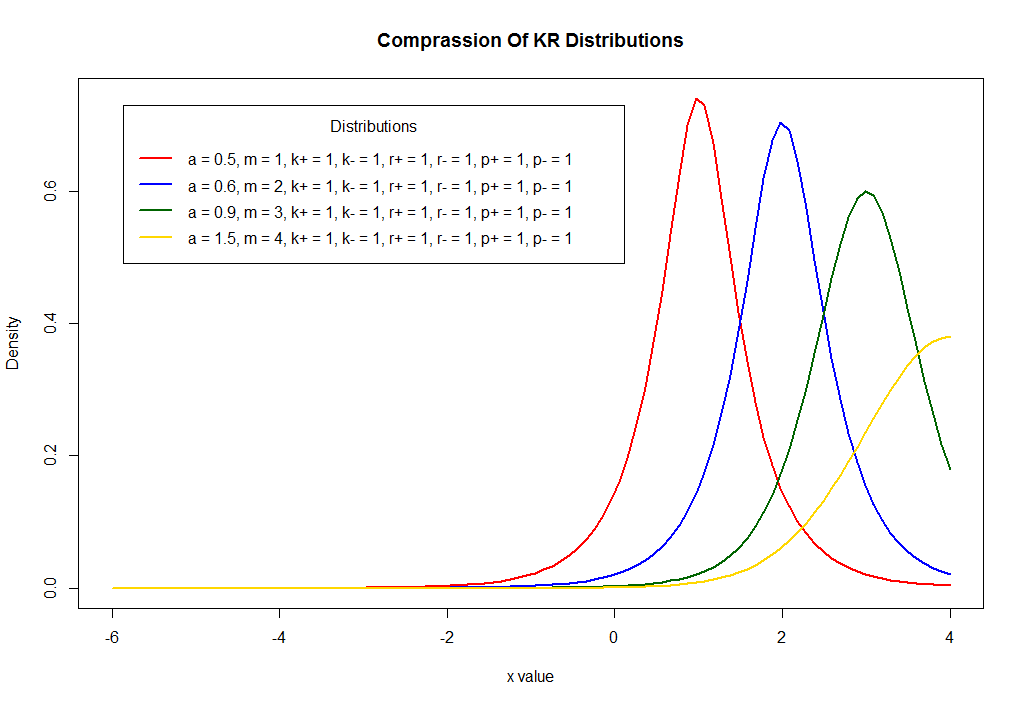 Comprassion Of KR Distributions
Distributions
a = 0.5, m = 1, k+ = 1, k- = 1, r+ = 1, r- = 1, p+ = 1, p- = 1
a = 0.6, m = 2, k+ = 1, k- = 1, r+ = 1, r- = 1, p+ = 1, p- = 1
a = 0.9, m = 3, k+ = 1, k- = 1, r+ = 1, r- = 1, p+ = 1, p- = 1
a = 1.5, m = 4, k+ = 1, k- = 1, r+ = 1, r- = 1, p+ = 1, p- = 1
Density
0.6
0.4
0.2
0.0
-6 -4 -2 0 2 4
x value